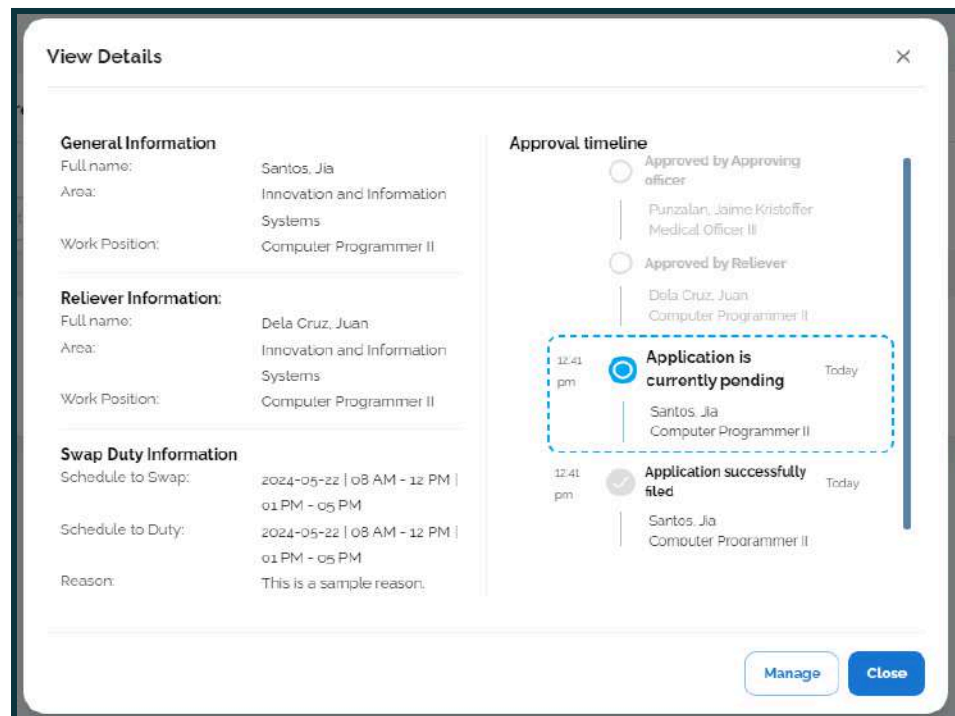 View Details
General Information
Full name: Santos, Jia
Area: Innovation and Information
Systems
Work Position: Computer Programmer II
Reliever Information:
Full name: Dela Cruz, Juan
Area: Innovation and Information
Systems
Work Position: Computer Programmer II
Swap Duty Information
Schedule to Swap: 2024-05-22 | 08 AM - 12 PM |
01 PM - 05 PM
Schedule to Duty: 2024-05-22 | 08 AM - 12 PM |
01 PM - 05 PM
Reason: This is a sample reason.
Approval timeline
Approved by Approving
officer
Punzalan, Jaime Kristoffer
Medical Officer III
Approved by Reliever
Dela Cruz, Juan
Computer Programmer II
12:41
pm
Application is
currently pending
Today
Santos, Jia
Computer Programmer II
12:41
pm
Application successfully
filed
Today
Santos, Jia
Computer Programmer II
Manage
Close